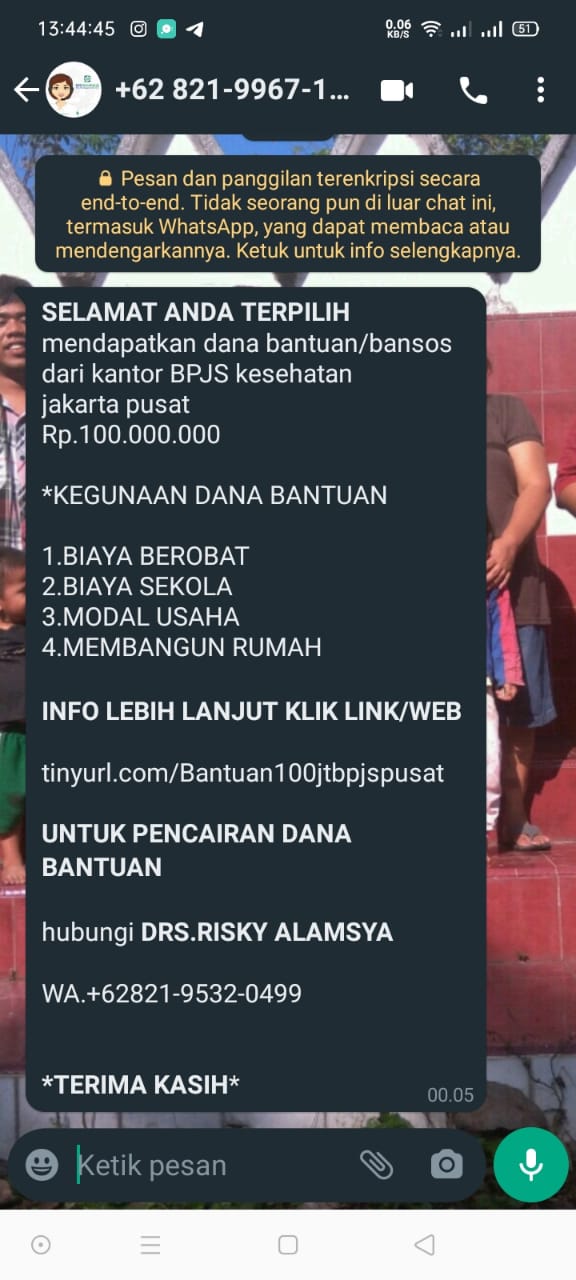 13:44:45
0.06
KB/S
51
+62 821-9967-1...
Pesan dan panggilan terenkripsi secara
end-to-end. Tidak seorang pun di luar chat ini,
termasuk WhatsApp, yang dapat membaca atau
mendengarkannya. Ketuk untuk info selengkapnya.
SELAMAT ANDA TERPILIH
mendapatkan dana bantuan/bansos
dari kantor BPJS kesehatan
jakarta pusat
Rp.100.000.000
*KEGUNAAN DANA BANTUAN
1.BIAYA BEROBAT
2.BIAYA SEKOLA
3.MODAL USAHA
4.MEMBANGUN RUMAH
INFO LEBIH LANJUT KLIK LINK/WEB
tinyurl.com/Bantuan100jtbpjspusat
UNTUK PENCAIRAN DANA
BANTUAN
hubungi DRS.RISKY ALAMSYA
WA.+62821-9532-0499
*TERIMA KASIH*
00.05
Ketik pesan